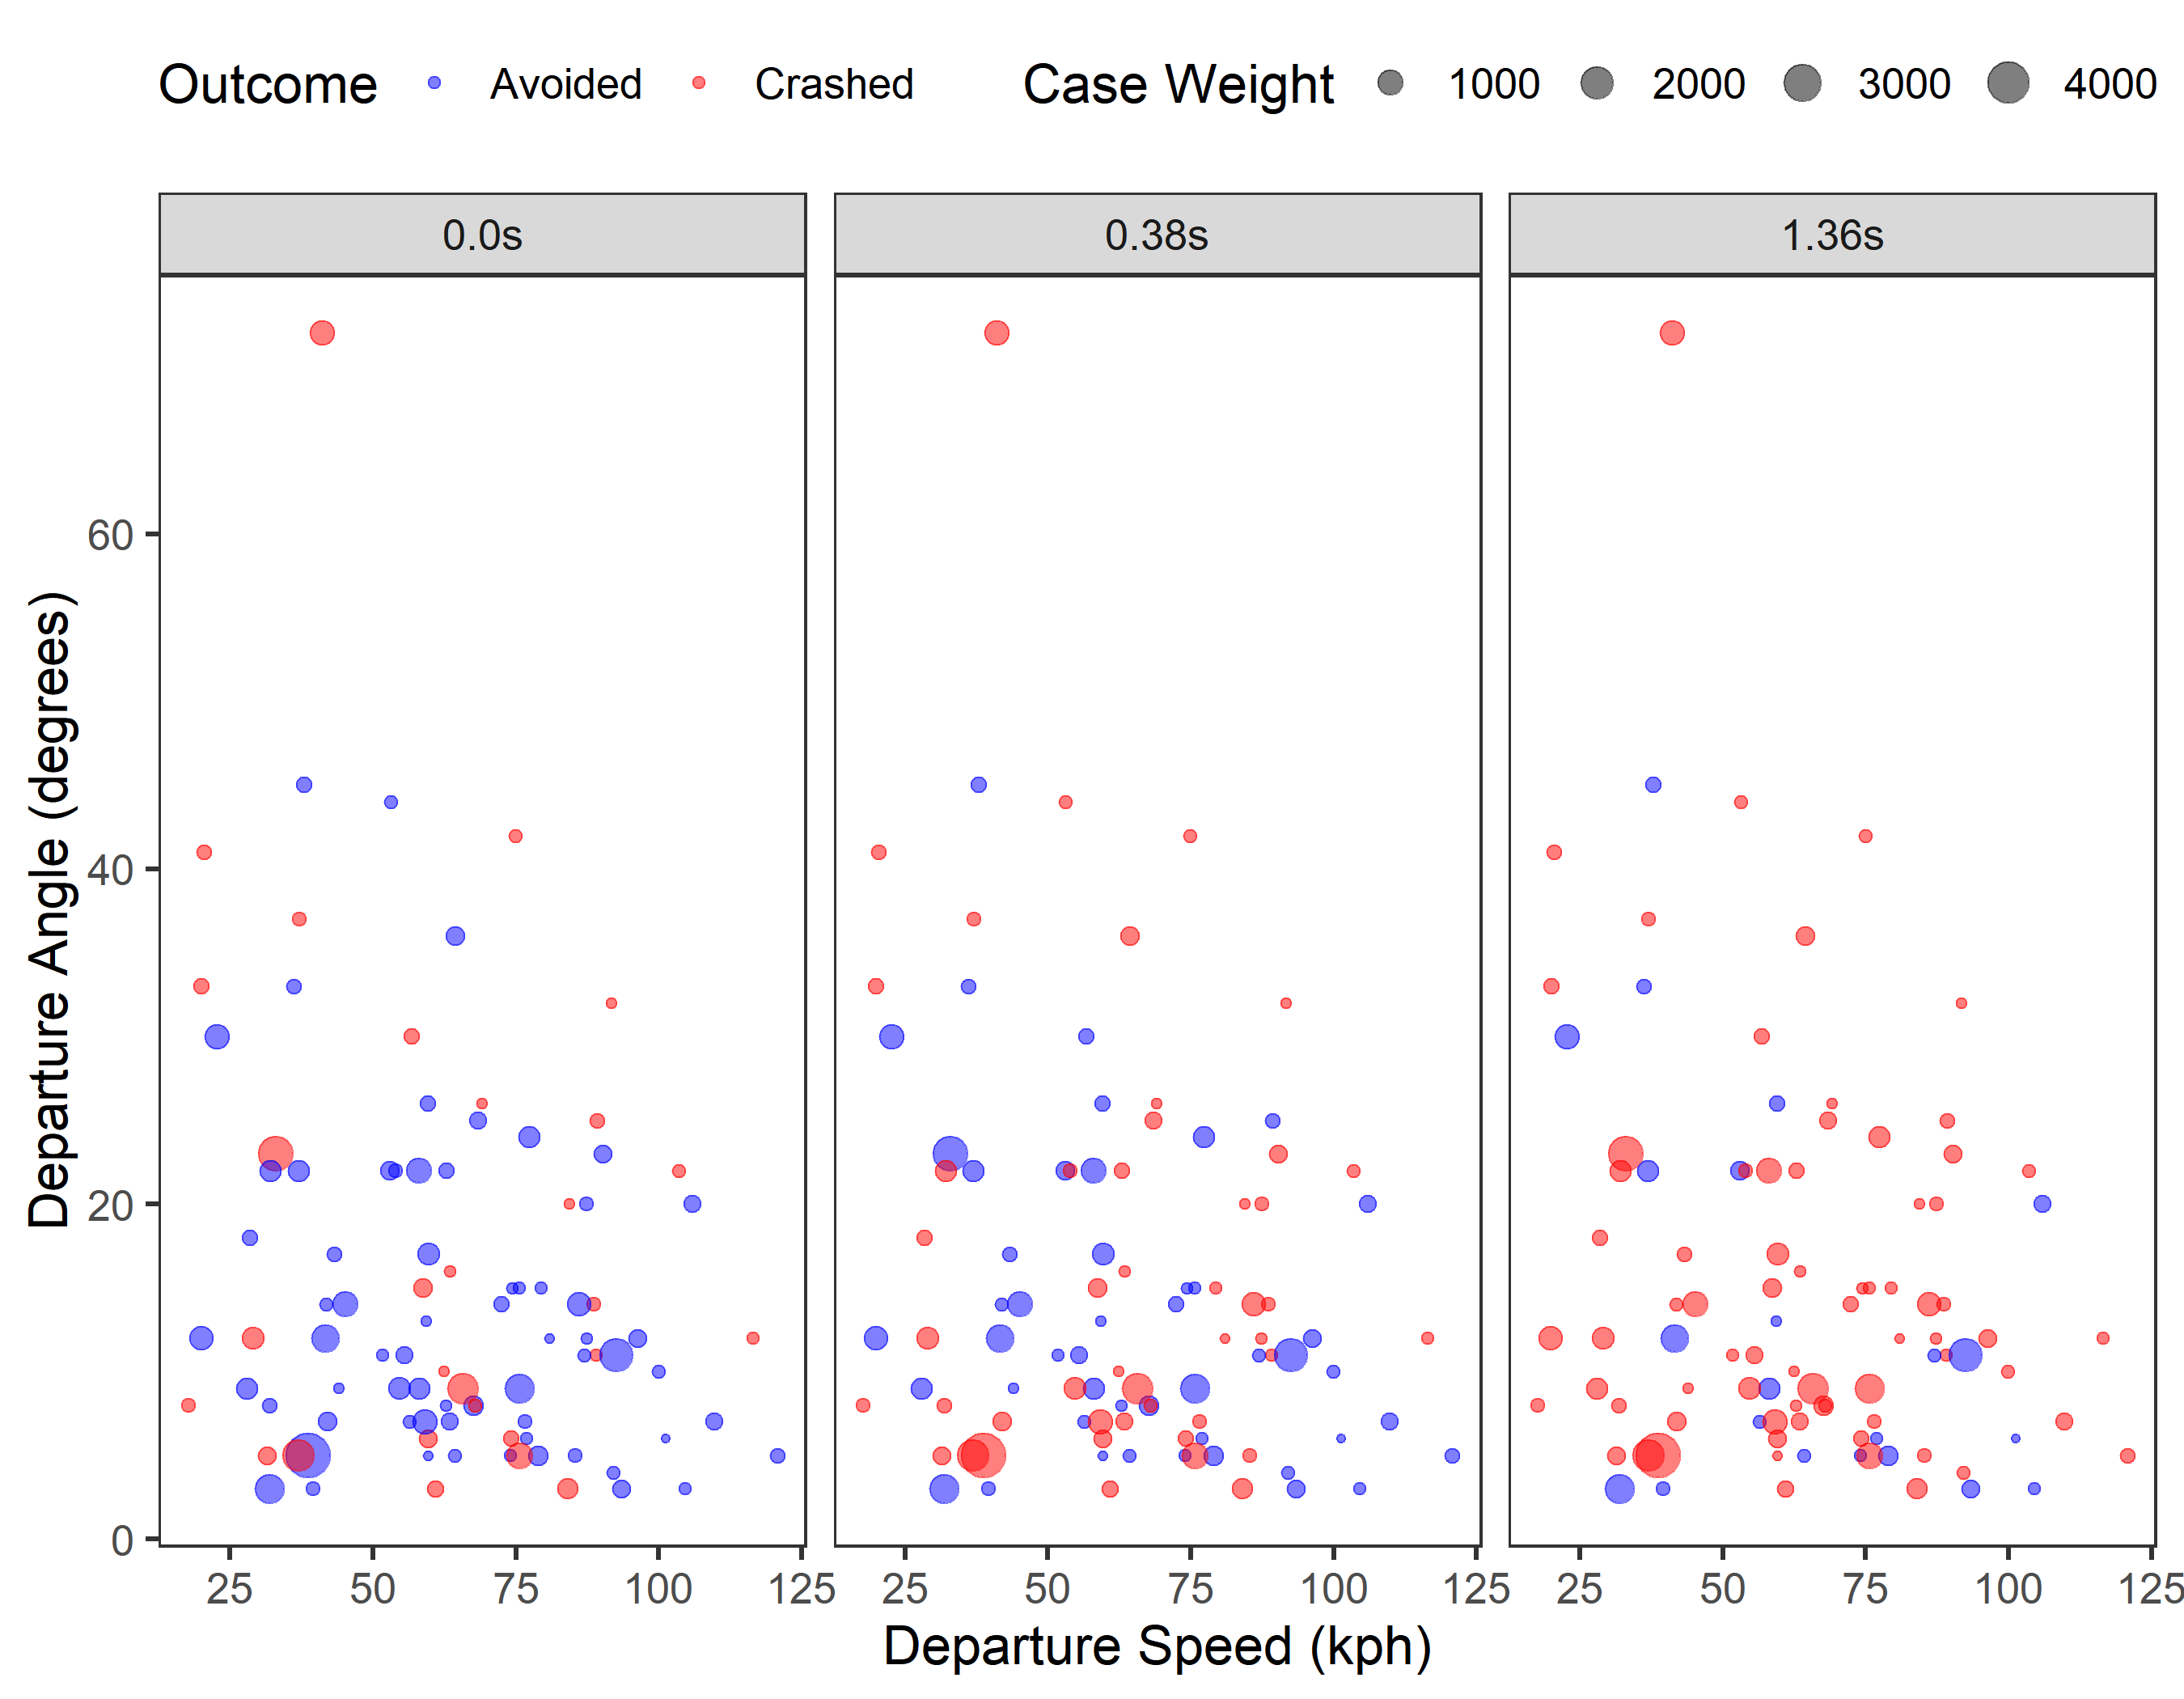 Outcome Avoided Crashed Case Weight 1000 2000 3000 4000
0.0s 0.38s 1.36s
Departure Angle (degrees)
60
40
20
0
25 50 75 100 125 25 50 75 100 125 25 50 75 100 125
Departure Speed (kph)